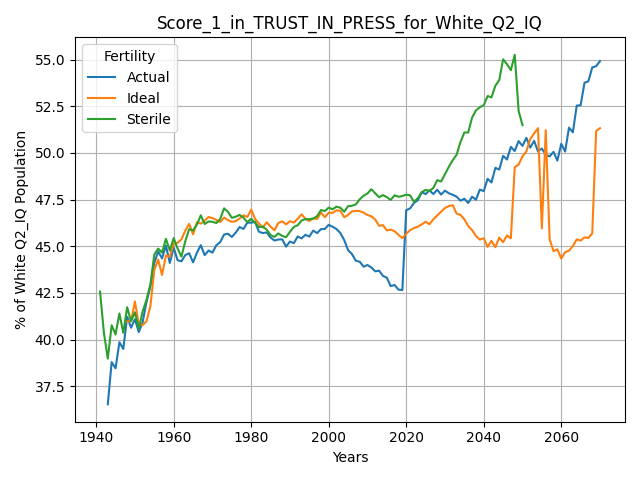 Score_1_in_TRUST_IN_PRESS_for_White_Q2_IQ
Fertility
Actual
Ideal
Sterile
% of White Q2_IQ Population
55.0
52.5
50.0
47.5
45.0
42.5
40.0
37.5
1940 1960 1980 2000 2020 2040 2060
Years